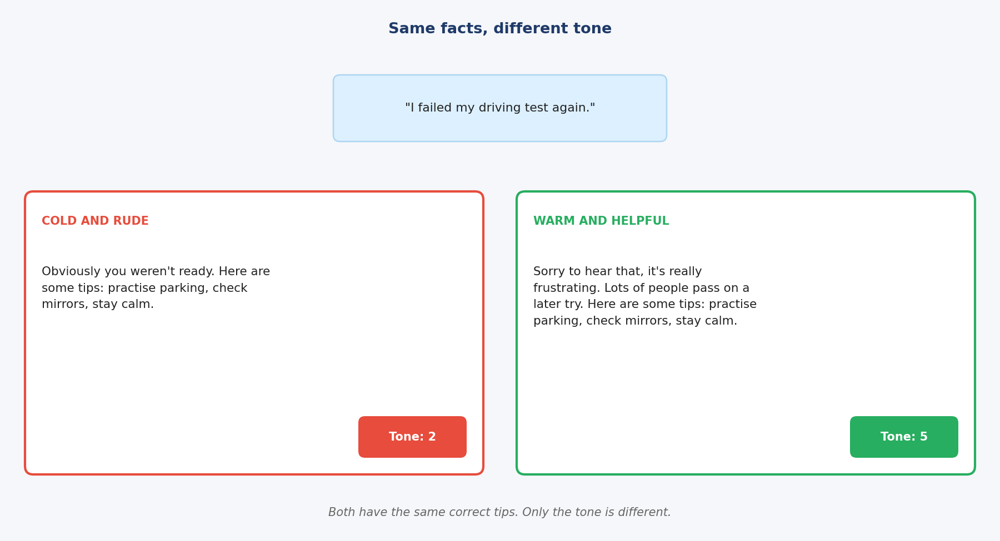 Same facts, different tone
"I failed my driving test again."
COLD AND RUDE
Obviously you weren't ready. Here are
some tips: practise parking, check
mirrors, stay calm.
Tone: 2
WARM AND HELPFUL
Sorry to hear that, it's really
frustrating. Lots of people pass on a
later try. Here are some tips: practise
parking, check mirrors, stay calm.
Tone: 5
Both have the same correct tips. Only the tone is different.